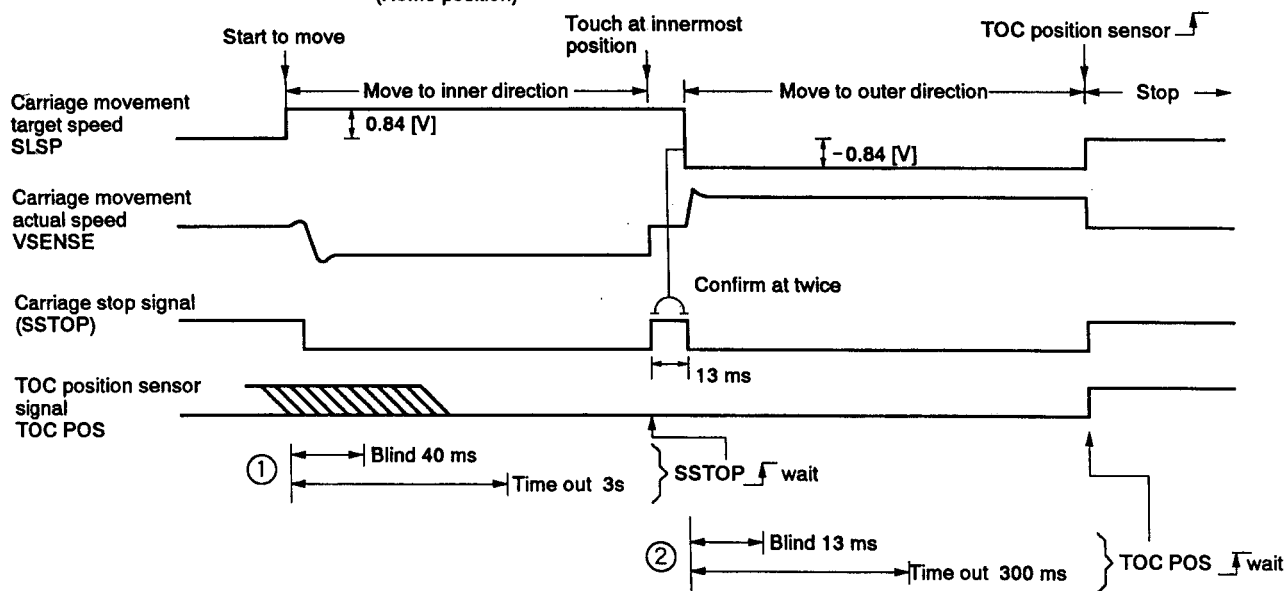 (Home position)
Start to move
Touch at innermost
position
TOC position sensor
Carriage movement
target speed
SLSP
Move to inner direction
Move to outer direction
Stop
0.84 [V]
−0.84 [V]
Carriage movement
actual speed
VSENSE
Confirm at twice
Carriage stop signal
(SSTOP)
13 ms
TOC position sensor
signal
TOC POS
① Blind 40 ms
Time out 3s
SSTOP wait
② Blind 13 ms
Time out 300 ms
TOC POS wait